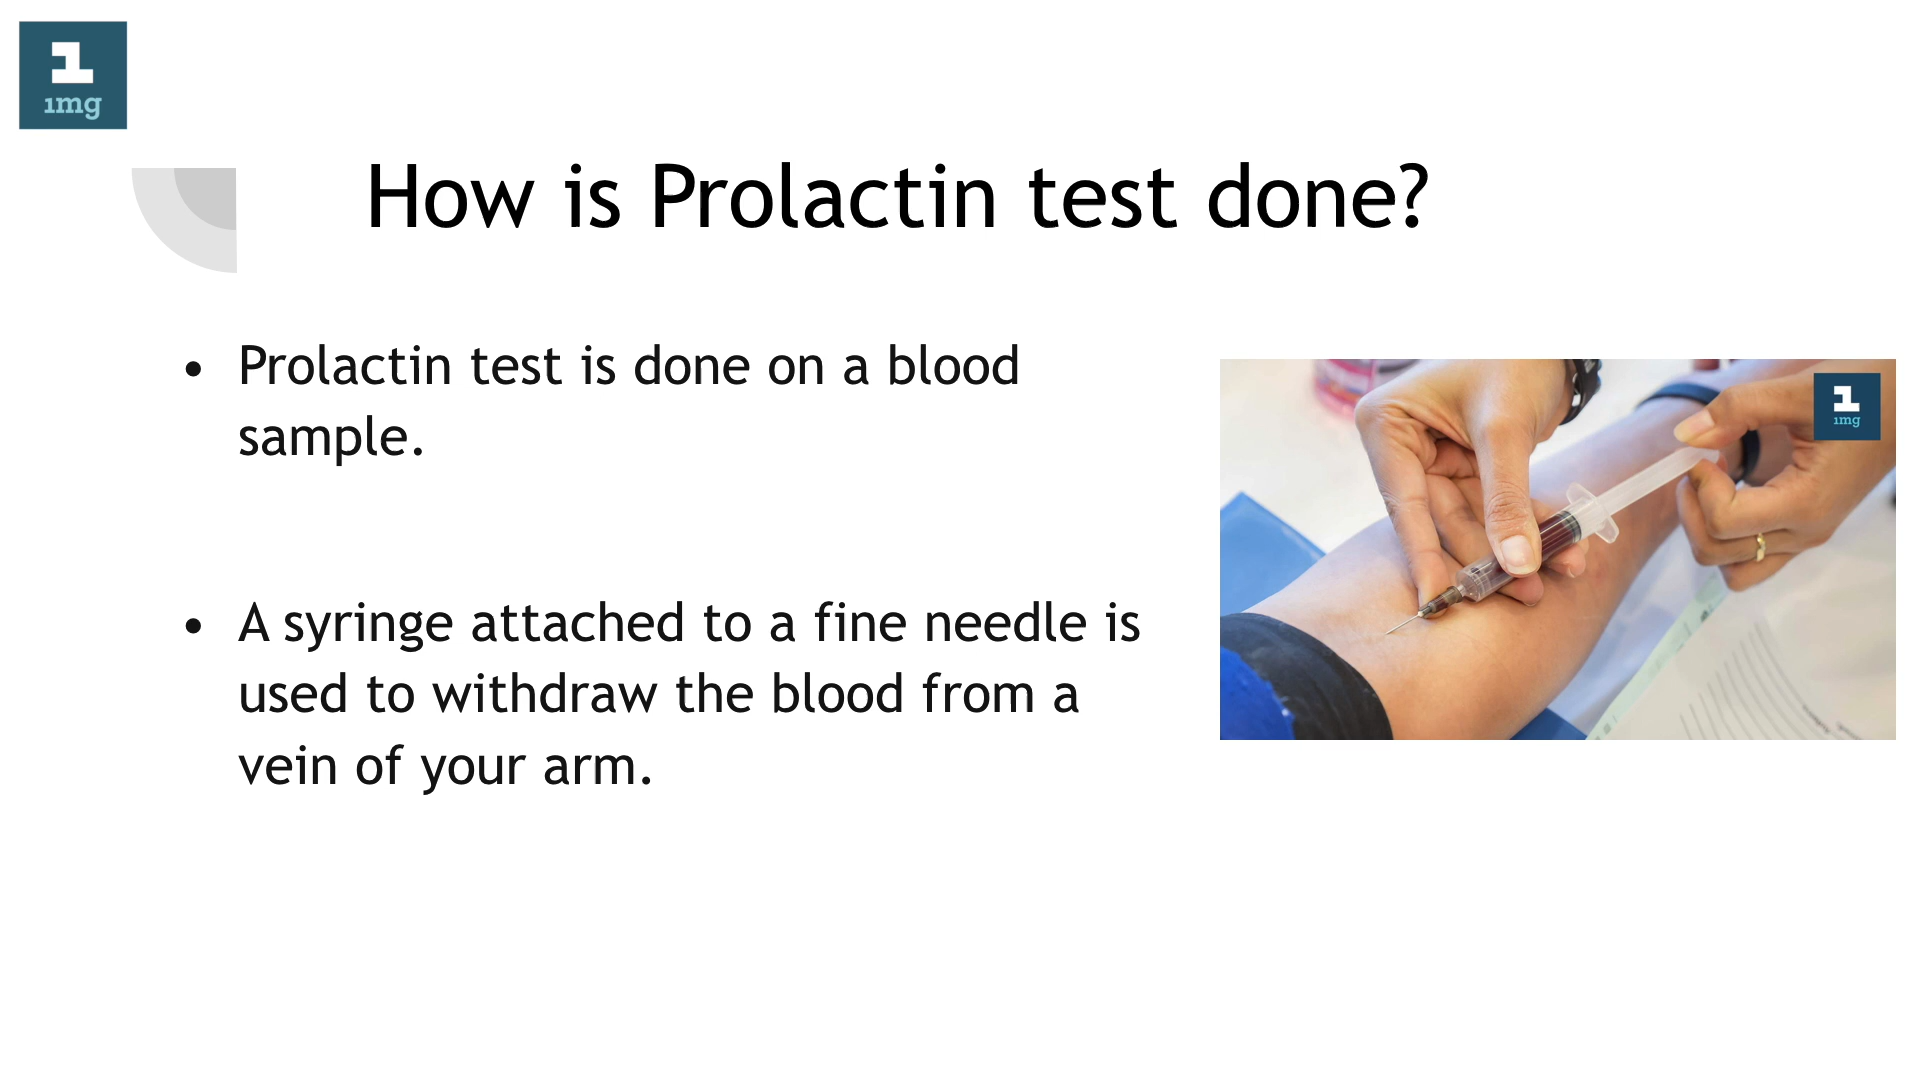 1
1mg
How is Prolactin test done?
• Prolactin test is done on a blood
sample.
• A syringe attached to a fine needle is
used to withdraw the blood from a
vein of your arm.
1
1mg